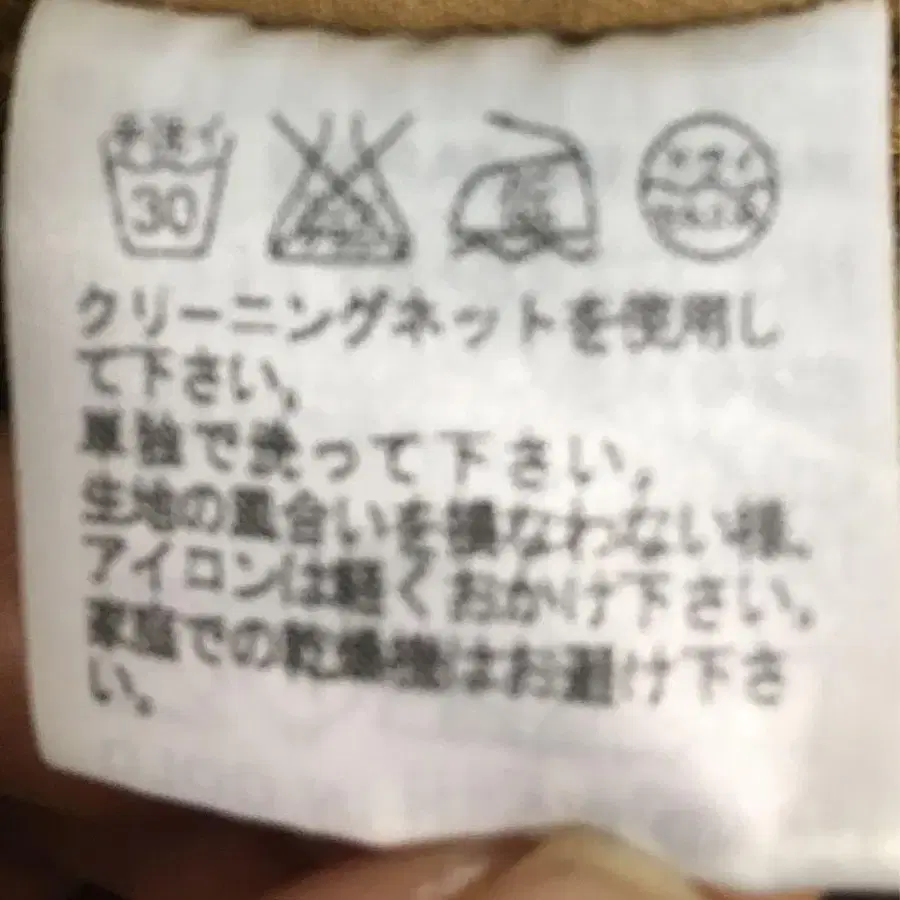 手洗イ
30
クリーニングネットを使用し
て下さい。
単独で洗って下さい。
生地の風合いを損なわない様、
アイロンは軽くおかけ下さい。
家庭での乾燥機はお避け下さ
い。